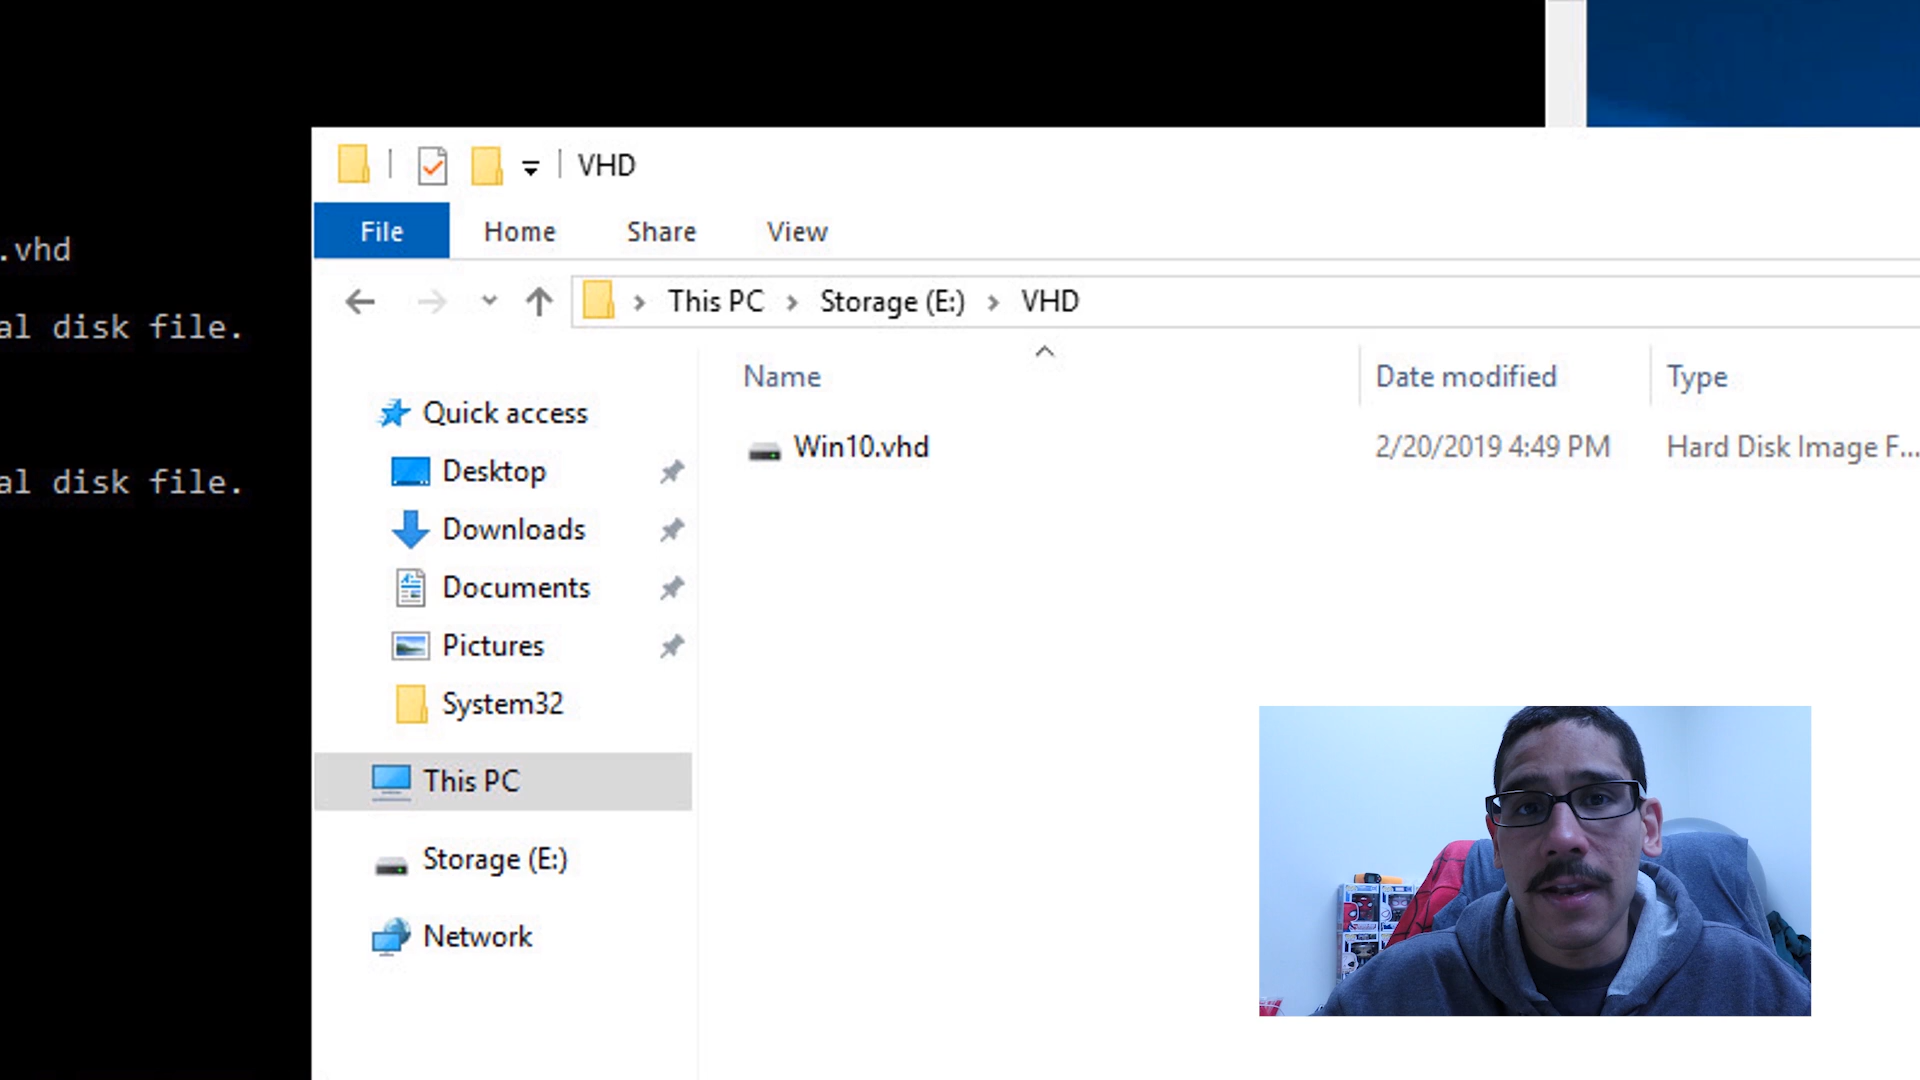 VHD
File Home Share View
.vhd
This PC > Storage (E:) > VHD
al disk file.
Name Date modified Type
Quick access
Win10.vhd 2/20/2019 4:49 PM Hard Disk Image F...
Desktop
al disk file.
Downloads
Documents
Pictures
System32
This PC
Storage (E:)
Network